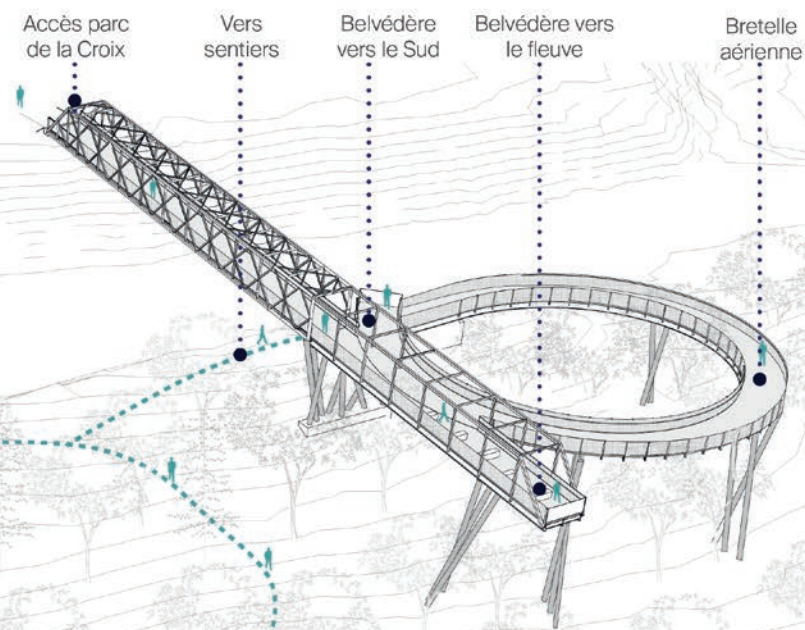 Accès parc
de la Croix
Vers
sentiers
Belvédère
vers le Sud
Belvédère vers
le fleuve
Bretelle
aérienne